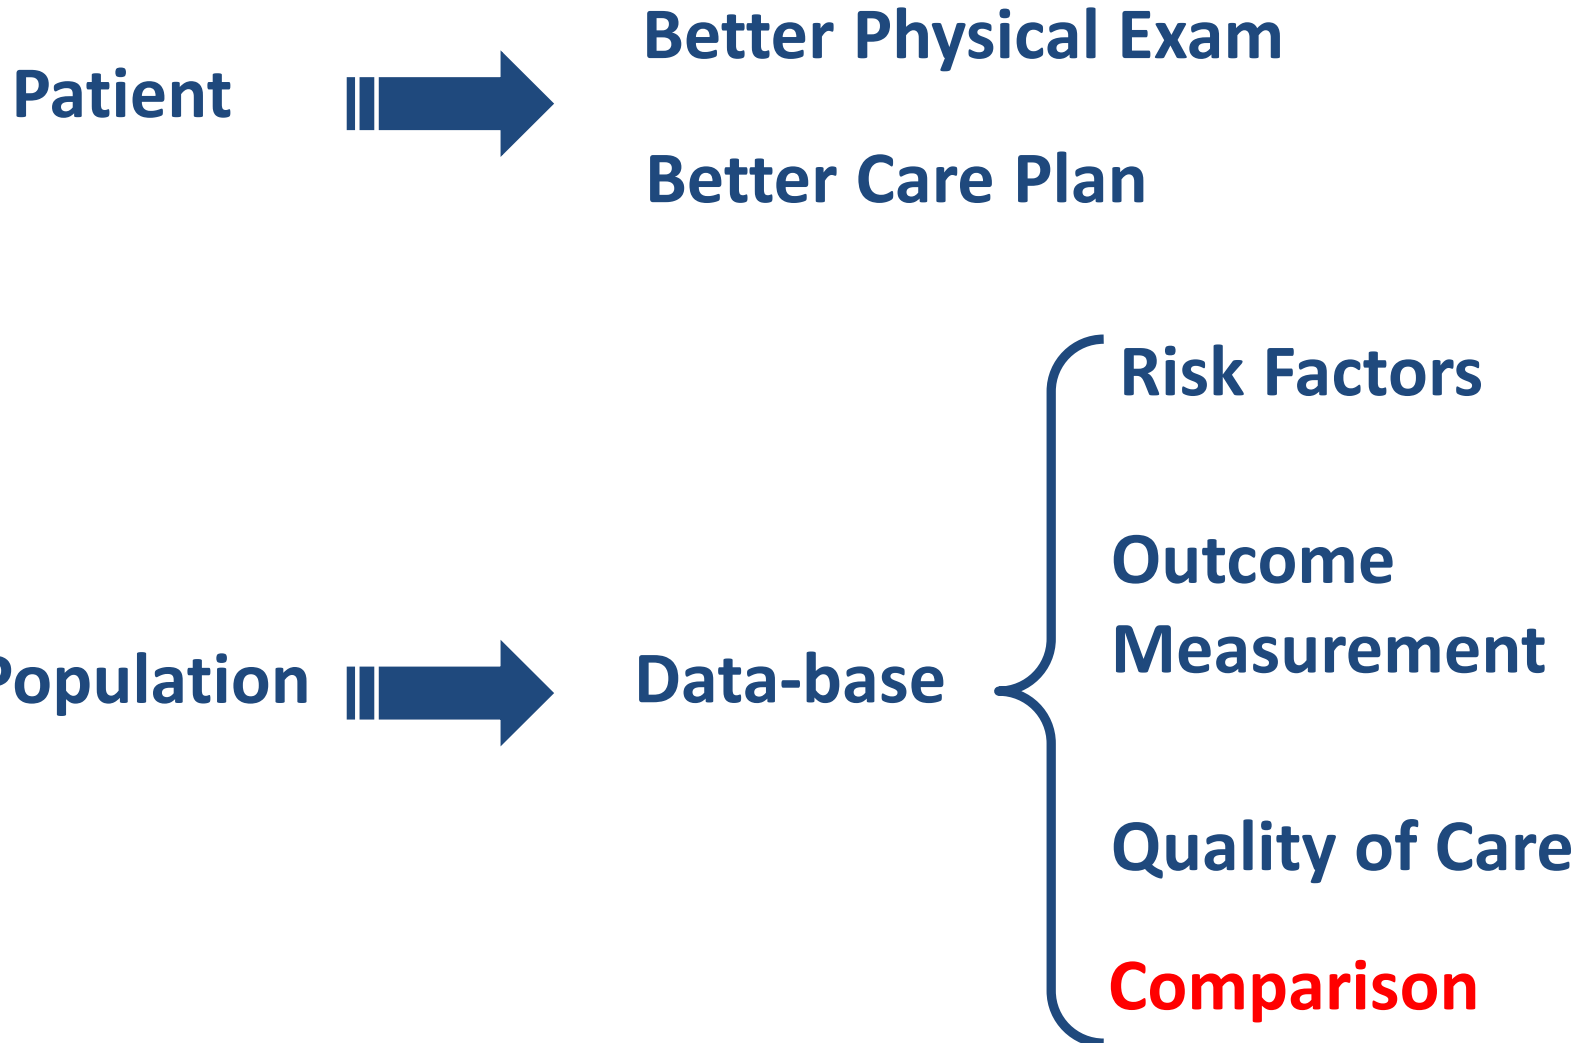 Better Physical Exam
Patient
Better Care Plan
Risk Factors
Outcome
Measurement
Population
Data-base
Quality of Care
Comparison